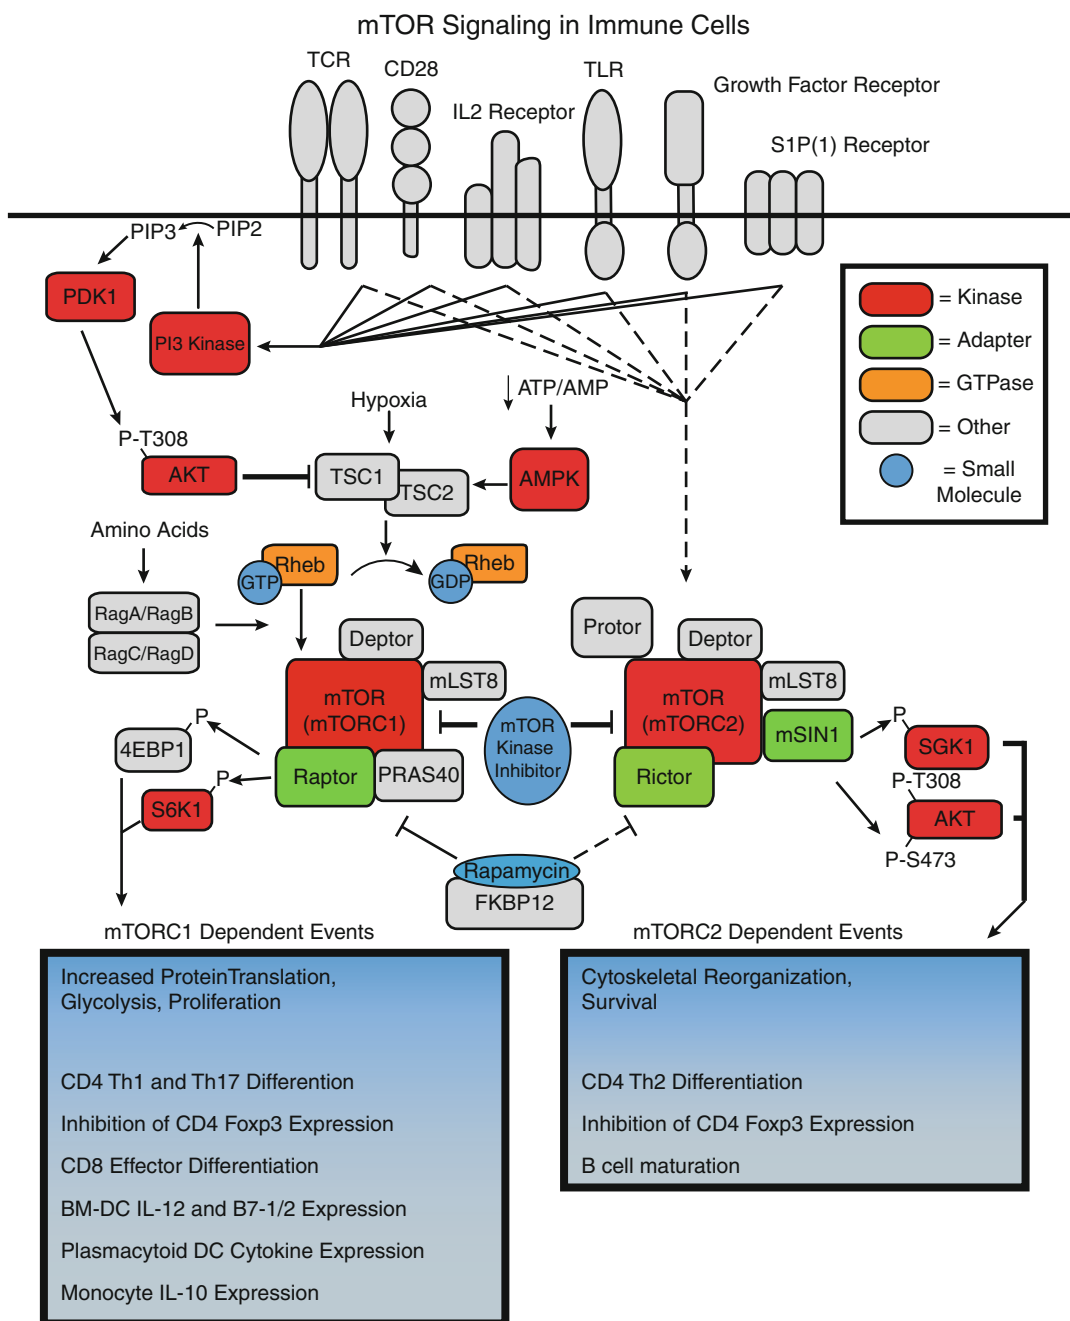 mTOR Signaling in Immune Cells
TCR
CD28
IL2 Receptor
TLR
Growth Factor Receptor
S1P(1) Receptor
PIP3
PIP2
PDK1
PI3 Kinase
= Kinase
= Adapter
= GTPase
= Other
= Small
Molecule
Hypoxia
ATP/AMP
P-T308
AKT
TSC1
TSC2
AMPK
Amino Acids
GTP
Rheb
GDP
Rheb
RagA/RagB
RagC/RagD
Deptor
mLST8
mTOR
(mTORC1)
Raptor
PRAS40
mTOR
Kinase
Inhibitor
Protor
Deptor
mLST8
mTOR
(mTORC2)
mSIN1
Rictor
P
4EBP1
P
S6K1
P
SGK1
P-T308
AKT
P-S473
Rapamycin
FKBP12
mTORC1 Dependent Events
Increased ProteinTranslation,
Glycolysis, Proliferation
CD4 Th1 and Th17 Differention
Inhibition of CD4 Foxp3 Expression
CD8 Effector Differentiation
BM-DC IL-12 and B7-1/2 Expression
Plasmacytoid DC Cytokine Expression
Monocyte IL-10 Expression
mTORC2 Dependent Events
Cytoskeletal Reorganization,
Survival
CD4 Th2 Differentiation
Inhibition of CD4 Foxp3 Expression
B cell maturation